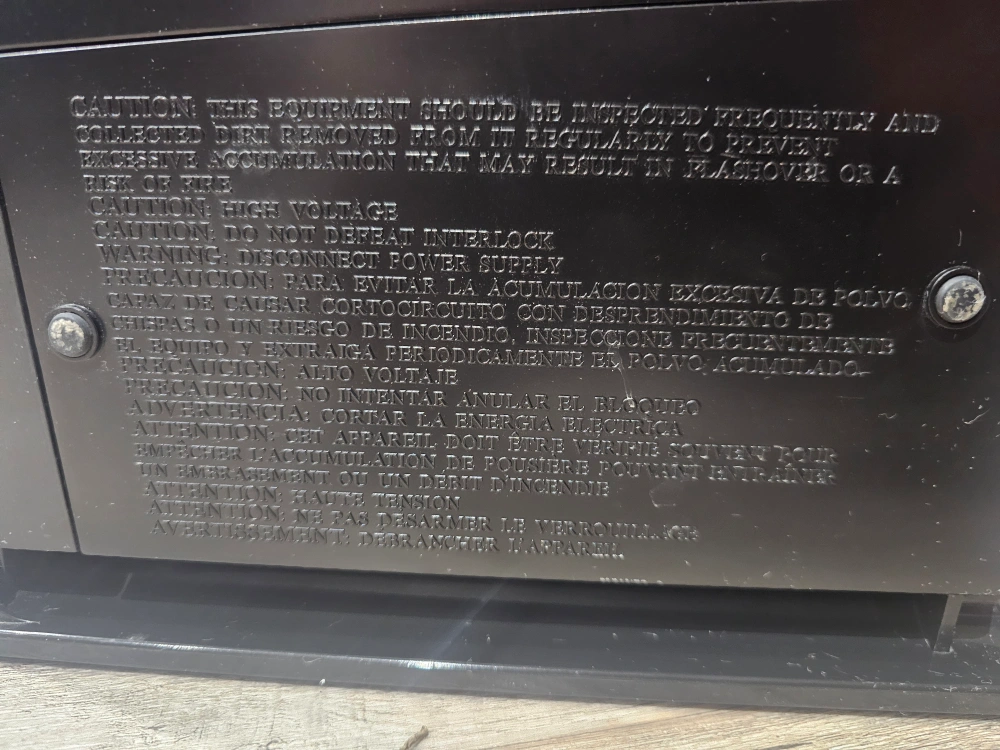 CAUTION: THIS EQUIPMENT SHOULD BE INSPECTED FREQUENTLY AND
COLLECTED DIRT REMOVED FROM IT REGULARLY TO PREVENT
EXCESSIVE ACCUMULATION THAT MAY RESULT IN FLASHOVER OR A
RISK OF FIRE
CAUTION: HIGH VOLTAGE
CAUTION: DO NOT DEFEAT INTERLOCK
WARNING: DISCONNECT POWER SUPPLY
PRECAUCION: PARA EVITAR LA ACUMULACION EXCESIVA DE POLVO
CAPAZ DE CAUSAR CORTOCIRCUITO CON DESPRENDIMIENTO DE
CHISPAS O UN RIESGO DE INCENDIO, INSPECCIONE FRECUENTEMENTE
EL EQUIPO Y EXTRAIGA PERIODICAMENTE EL POLVO ACUMULADO
PRECAUCION: ALTO VOLTAJE
PRECAUCION: NO INTENTAR ANULAR EL BLOQUEO
ADVERTENCIA: CORTAR LA ENERGIA ELECTRICA
ATTENTION: CET APPAREIL DOIT ÊTRE VERIFIE SOUVENT POUR
EMPECHER L'ACCUMULATION DE POUSIERE POUVANT ENTRAINER
UN EMBRASEMENT OU UN DEBIT D'INCENDIE
ATTENTION: HAUTE TENSION
ATTENTION: NE PAS DESARMER LE VERROUILLAGE
AVERTISSEMENT: DEBRANCHER L'APPAREIL